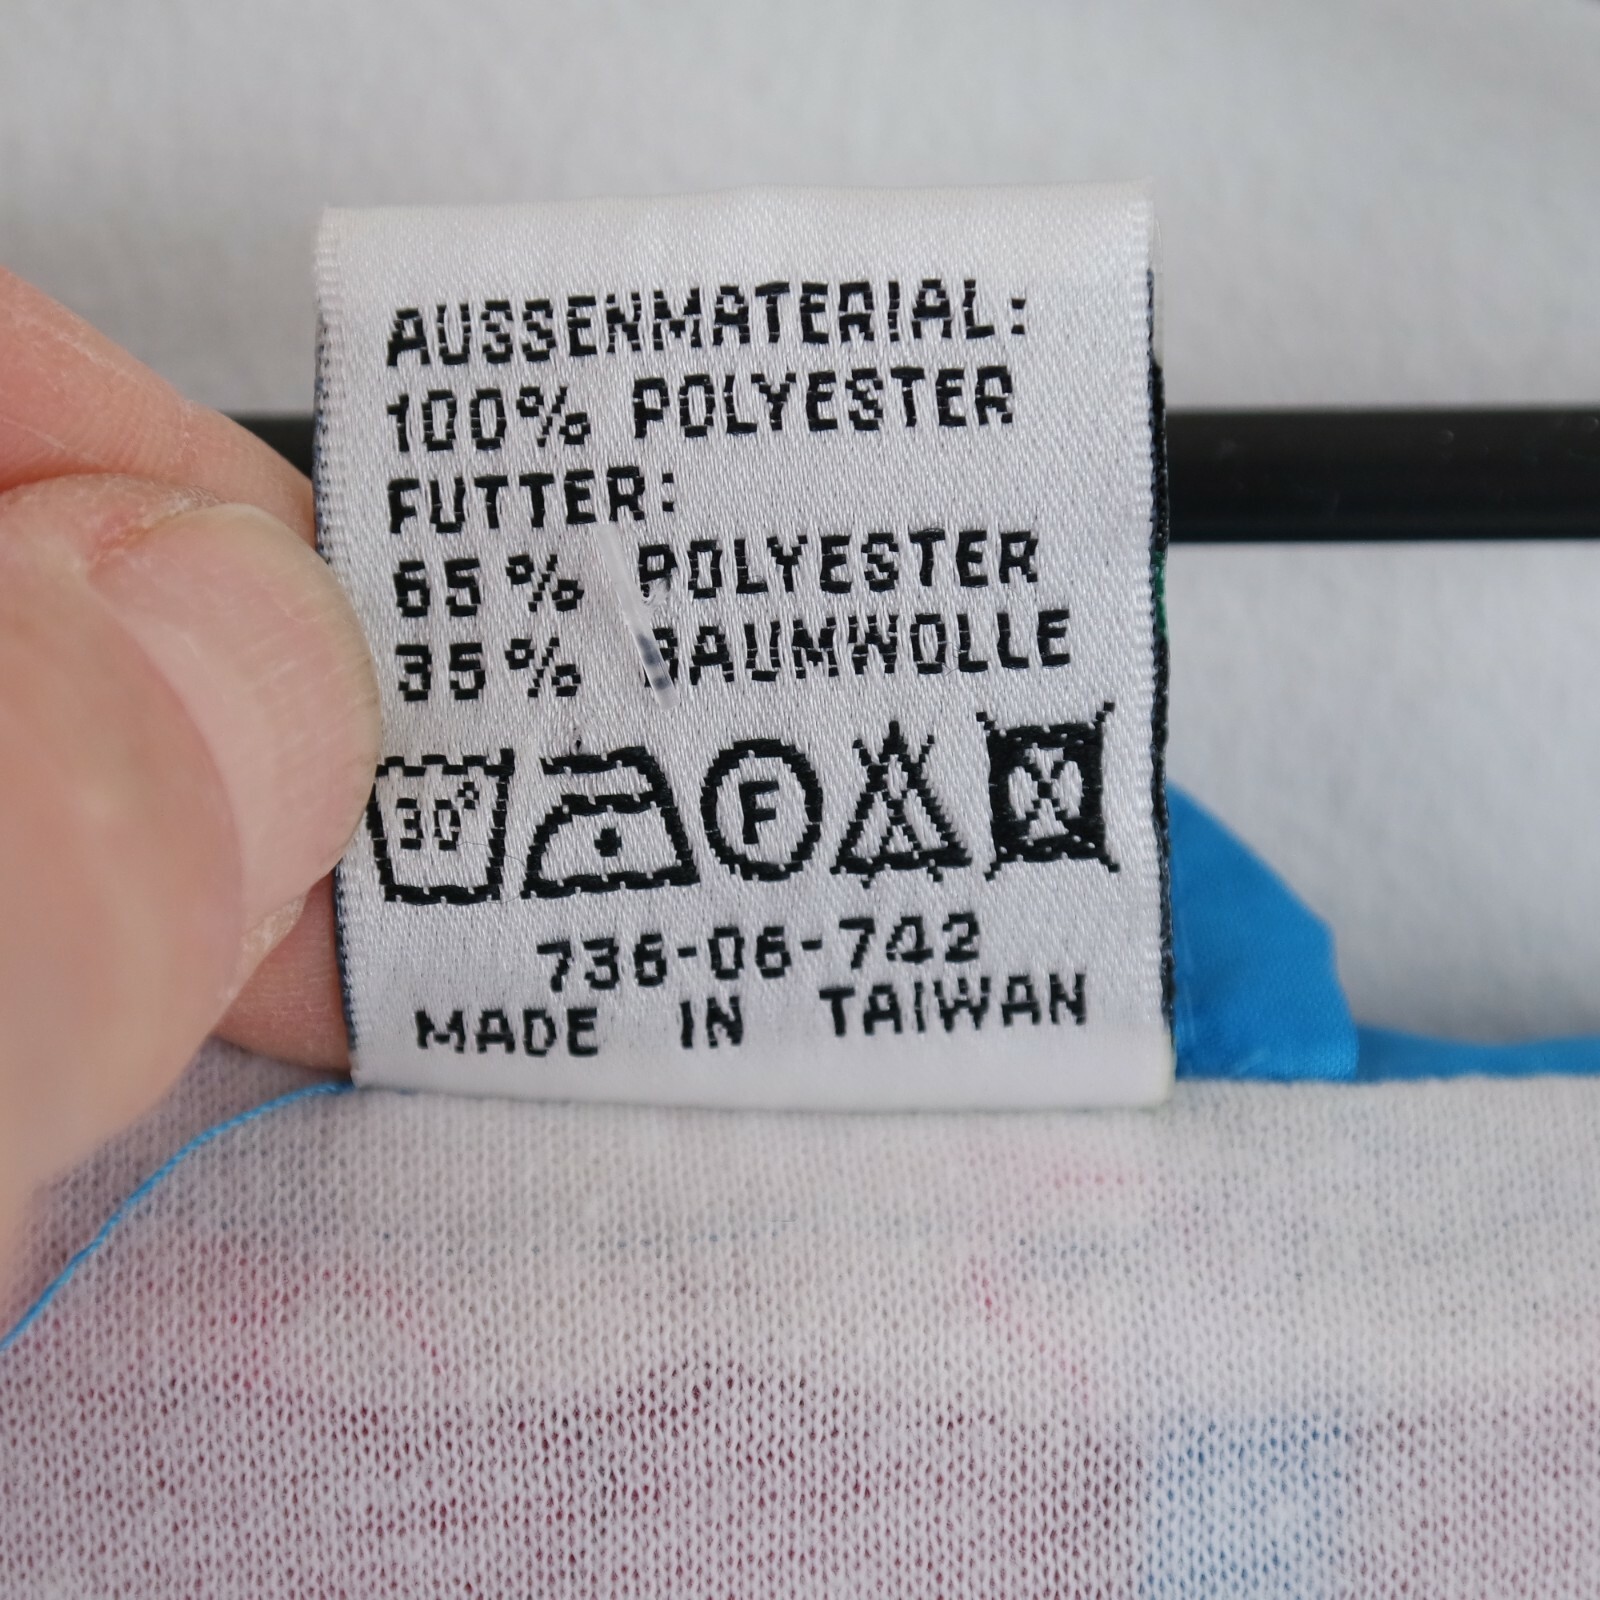 AUSSENMATERIAL:
100% POLYESTER
FUTTER:
65% POLYESTER
35% BAUMWOLLE
30° F
736-06-742
MADE IN TAIWAN